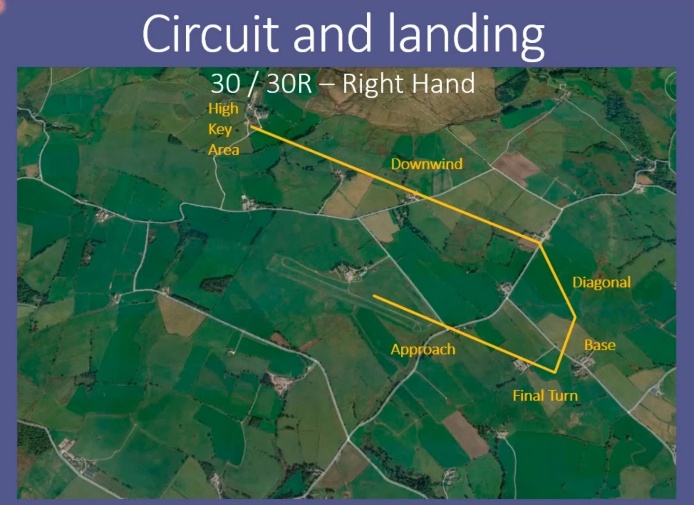 Circuit and landing
30 / 30R – Right Hand
High
Key
Area
Downwind
Diagonal
Base
Approach
Final Turn